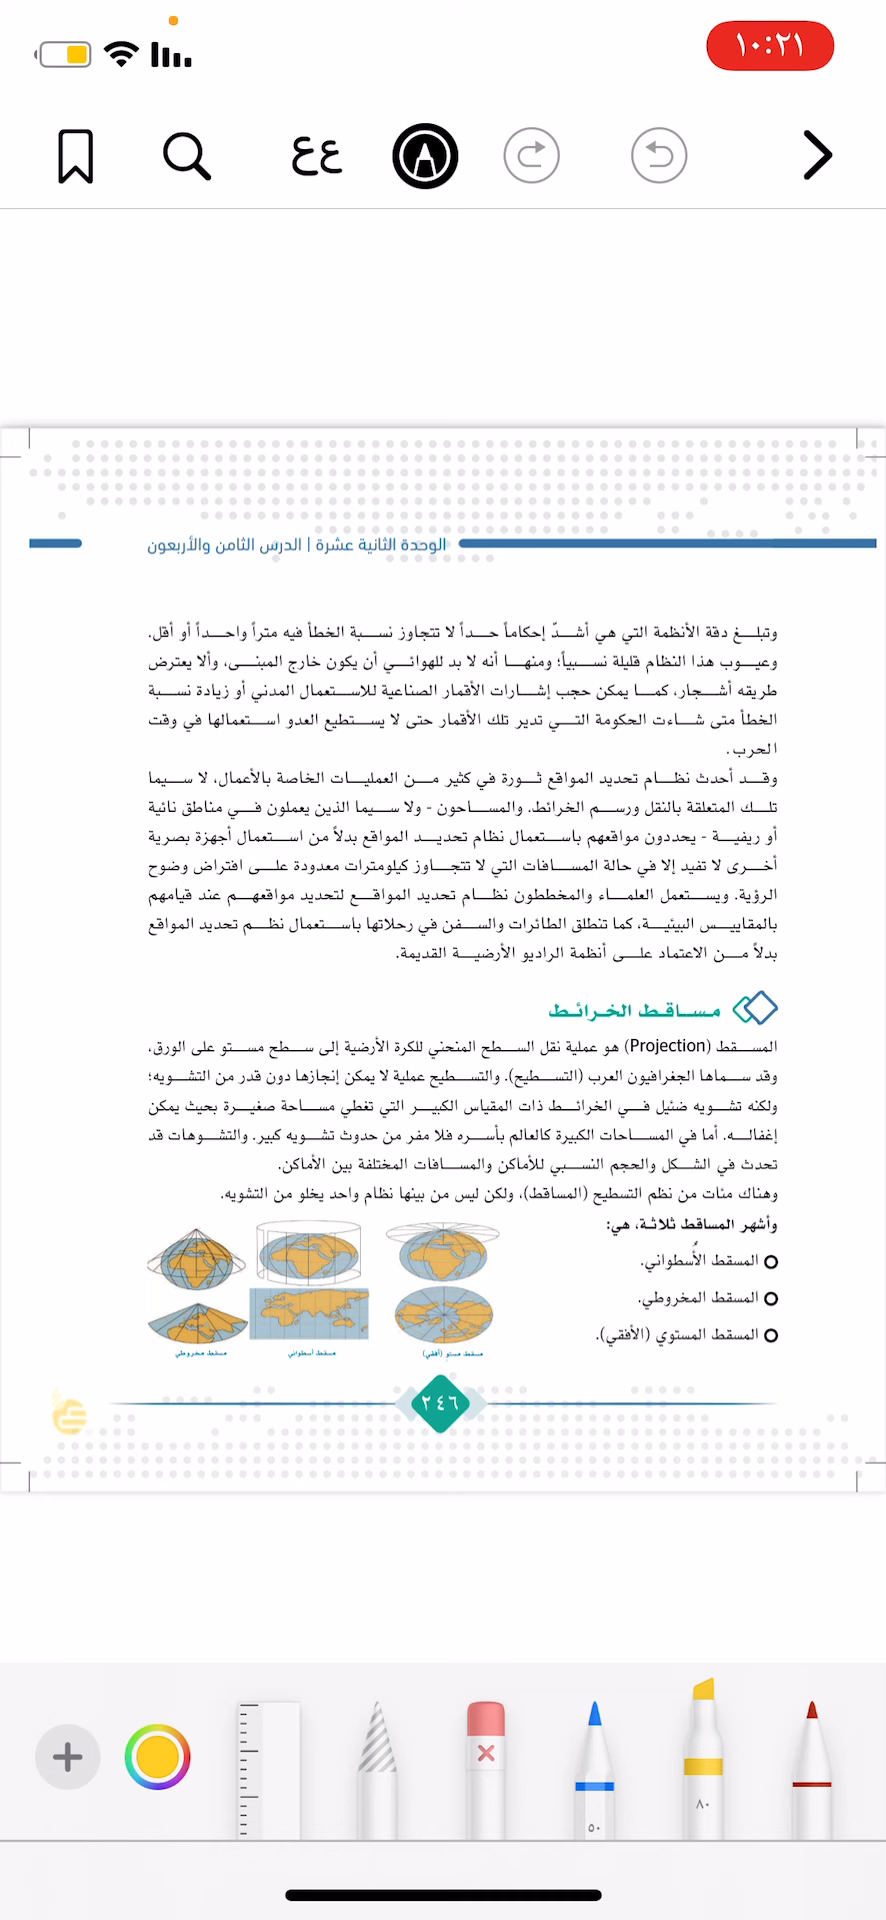 ١٠:٢١
عع
الوحدة الثانية عشرة | الدرس الثامن والأربعون
وتبلغ دقة الأنظمة التي هي أشدّ إحكاماً حداً لا تتجاوز نسبة الخطأ فيه متراً واحداً أو أقل.
وعيوب هذا النظام قليلة نسبياً؛ ومنها أنه لا بد للهوائي أن يكون خارج المبنى، وألا يعترض
طريقه أشجار، كما يمكن حجب إشارات الأقمار الصناعية للاستعمال المدني أو زيادة نسبة
الخطأ متى شاءت الحكومة التي تدير تلك الأقمار حتى لا يستطيع العدو استعمالها في وقت
الحرب.
وقد أحدث نظام تحديد المواقع ثورة في كثير من العمليات الخاصة بالأعمال، لا سيما
تلك المتعلقة بالنقل ورسم الخرائط. والمساحون - ولا سيما الذين يعملون في مناطق نائية
أو ريفية - يحددون مواقعهم باستعمال نظام تحديد المواقع بدلاً من استعمال أجهزة بصرية
أخرى لا تفيد إلا في حالة المسافات التي لا تتجاوز كيلومترات معدودة على افتراض وضوح
الرؤية. ويستعمل العلماء والمخططون نظام تحديد المواقع لتحديد مواقعهم عند قيامهم
بالمقاييس البيئية، كما تنطلق الطائرات والسفن في رحلاتها باستعمال نظم تحديد المواقع
بدلاً من الاعتماد على أنظمة الراديو الأرضية القديمة.
مساقط الخرائط
المسقط (Projection) هو عملية نقل السطح المنحني للكرة الأرضية إلى سطح مستو على الورق،
وقد سماها الجغرافيون العرب (التسطيح). والتسطيح عملية لا يمكن إنجازها دون قدر من التشويه؛
ولكنه تشويه ضئيل في الخرائط ذات المقياس الكبير التي تغطي مساحة صغيرة بحيث يمكن
إغفاله. أما في المساحات الكبيرة كالعالم بأسره فلا مفر من حدوث تشويه كبير. والتشوهات قد
تحدث في الشكل والحجم النسبي للأماكن والمسافات المختلفة بين الأماكن.
وهناك مئات من نظم التسطيح (المساقط)، ولكن ليس من بينها نظام واحد يخلو من التشويه.
وأشهر المساقط ثلاثة، هي:
المسقط الأُسطواني.
المسقط المخروطي.
المسقط المستوي (الأفقي).
مسقط مستو (أفقي)
مسقط أسطواني
مسقط مخروطي
٢٤٦
٥٠
٨٠